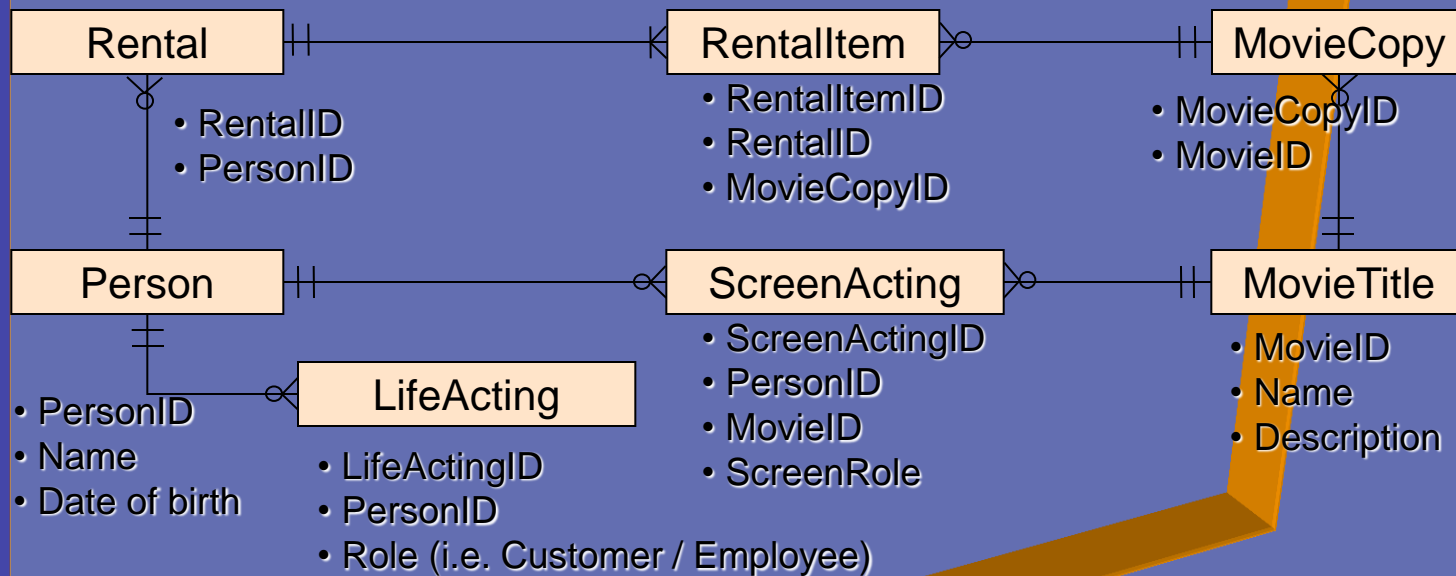 Rental
RentalItem
MovieCopy
• RentalID
• PersonID
• RentalItemID
• RentalID
• MovieCopyID
• MovieCopyID
• MovieID
Person
ScreenActing
MovieTitle
• PersonID
• Name
• Date of birth
LifeActing
• LifeActingID
• PersonID
• Role (i.e. Customer / Employee)
• ScreenActingID
• PersonID
• MovieID
• ScreenRole
• MovieID
• Name
• Description